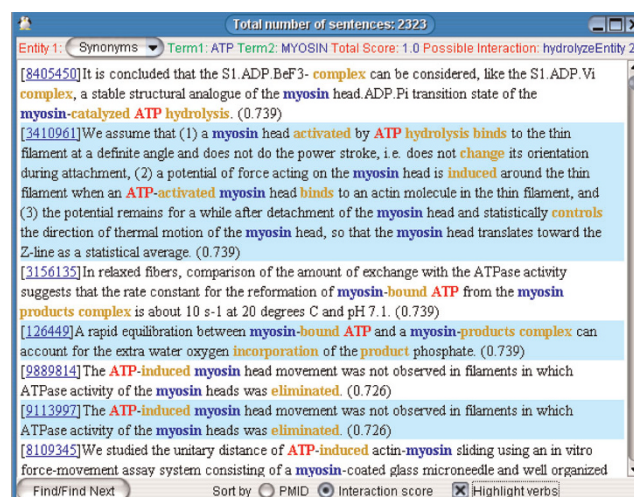 Total number of sentences: 2323
Entity 1: Synonyms Term1: ATP Term2: MYOSIN Total Score: 1.0 Possible Interaction: hydrolyzeEntity 2
[8405450]It is concluded that the S1.ADP.BeF3- complex can be considered, like the S1.ADP.Vi
complex, a stable structural analogue of the myosin head.ADP.Pi transition state of the
myosin-catalyzed ATP hydrolysis. (0.739)
[3410961]We assume that (1) a myosin head activated by ATP hydrolysis binds to the thin
filament at a definite angle and does not do the power stroke, i.e. does not change its orientation
during attachment, (2) a potential of force acting on the myosin head is induced around the thin
filament when an ATP-activated myosin head binds to an actin molecule in the thin filament, and
(3) the potential remains for a while after detachment of the myosin head and statistically controls
the direction of thermal motion of the myosin head, so that the myosin head translates toward the
Z-line as a statistical average. (0.739)
[3156135]In relaxed fibers, comparison of the amount of exchange with the ATPase activity
suggests that the rate constant for the reformation of myosin-bound ATP from the myosin
products complex is about 10 s-1 at 20 degrees C and pH 7.1. (0.739)
[126449]A rapid equilibration between myosin-bound ATP and a myosin-products complex can
account for the extra water oxygen incorporation of the product phosphate. (0.739)
[9889814]The ATP-induced myosin head movement was not observed in filaments in which
ATPase activity of the myosin heads was eliminated. (0.726)
[9113997]The ATP-induced myosin head movement was not observed in filaments in which
ATPase activity of the myosin heads was eliminated. (0.726)
[8109345]We studied the unitary distance of ATP-induced actin-myosin sliding using an in vitro
force-movement assay system consisting of a myosin-coated glass microneedle and well organized
Find/Find Next Sort by PMID Interaction score Highlight verbs